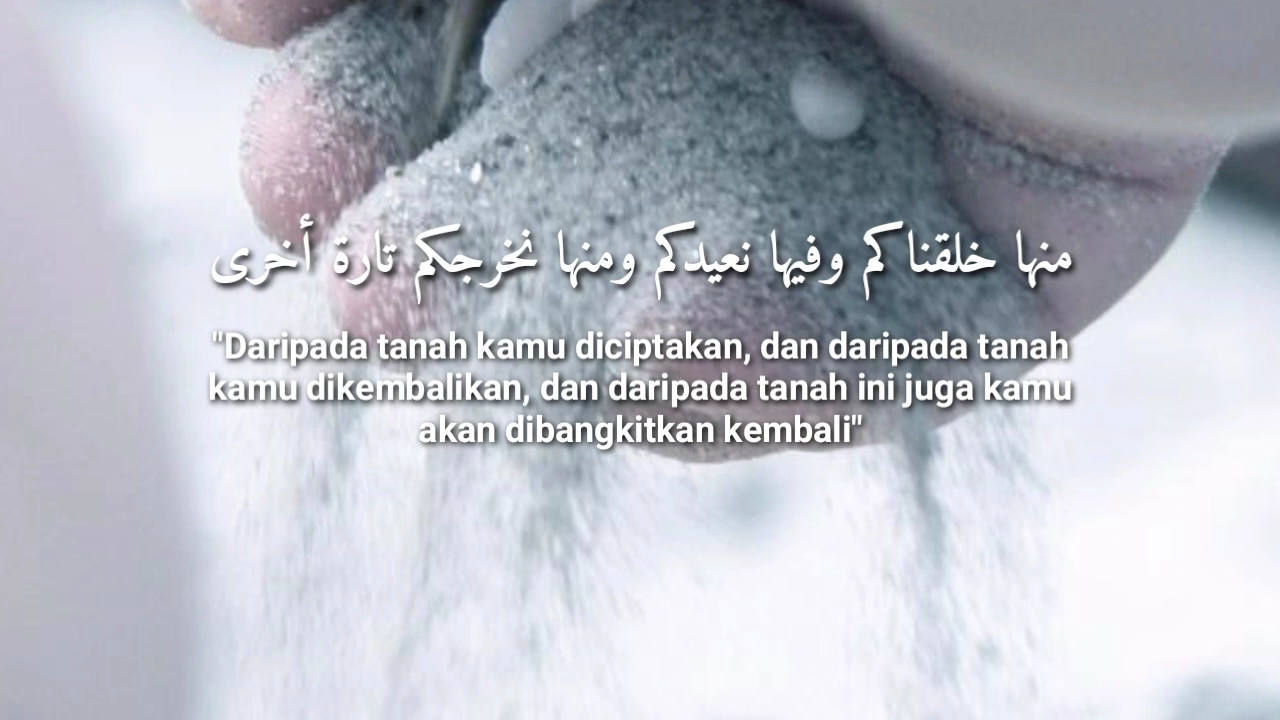 منها خلقناكم وفيها نعيدكم ومنها نخرجكم تارة أخرى
"Daripada tanah kamu diciptakan, dan daripada tanah
kamu dikembalikan, dan daripada tanah ini juga kamu
akan dibangkitkan kembali"